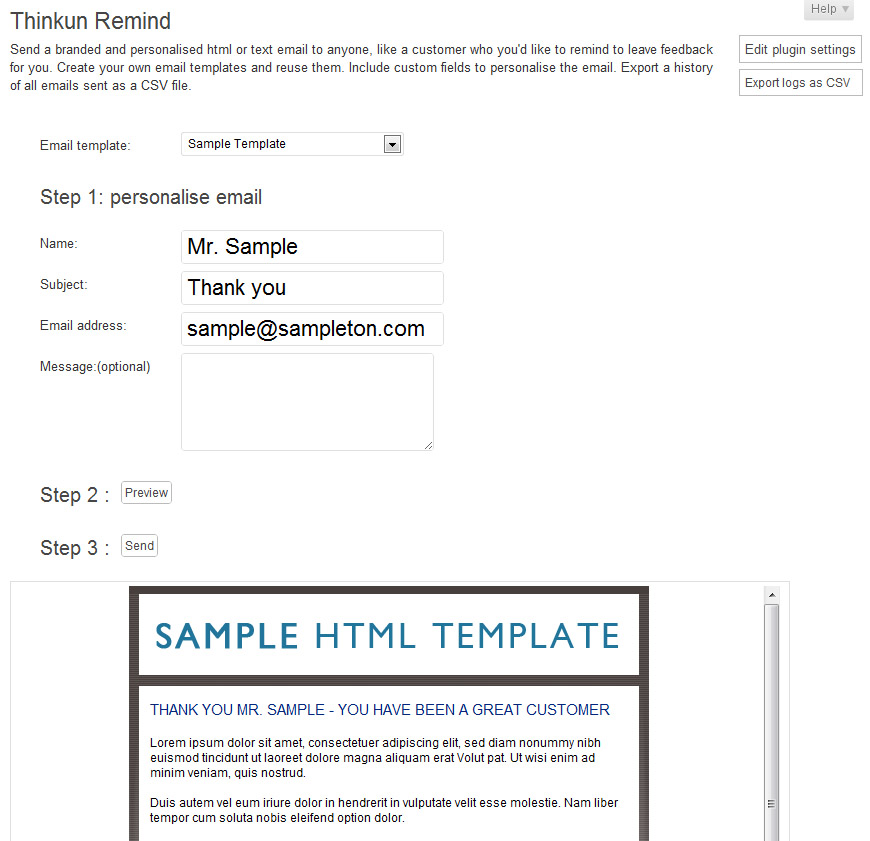 Thinkun Remind
Help
Send a branded and personalised html or text email to anyone, like a customer who you'd like to remind to leave feedback
for you. Create your own email templates and reuse them. Include custom fields to personalise the email. Export a history
of all emails sent as a CSV file.
Edit plugin settings
Export logs as CSV
Email template:
Sample Template
Step 1: personalise email
Name:
Mr. Sample
Subject:
Thank you
Email address:
sample@sampleton.com
Message:(optional)
Step 2 :
Preview
Step 3 :
Send
SAMPLE HTML TEMPLATE
THANK YOU MR. SAMPLE - YOU HAVE BEEN A GREAT CUSTOMER
Lorem ipsum dolor sit amet, consectetuer adipiscing elit, sed diam nonummy nibh
euismod tincidunt ut laoreet dolore magna aliquam erat Volut pat. Ut wisi enim ad
minim veniam, quis nostrud.
Duis autem vel eum iriure dolor in hendrerit in vulputate velit esse molestie. Nam liber
tempor cum soluta nobis eleifend option dolor.